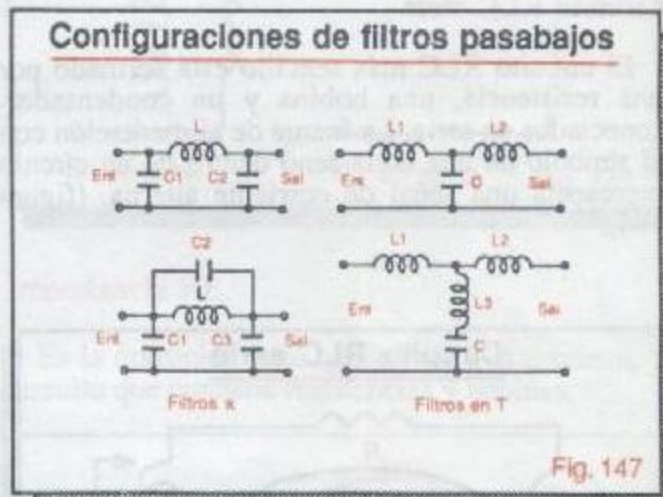 Configuraciones de filtros pasabajos
L
L1
L2
Ent.
C1
C2
Sal
Ent.
C
Sal
C2
L1
L2
L
L3
Ent.
C1
C3
Sal
Ent
Sal
C
Filtros π
Filtros en T
Fig. 147